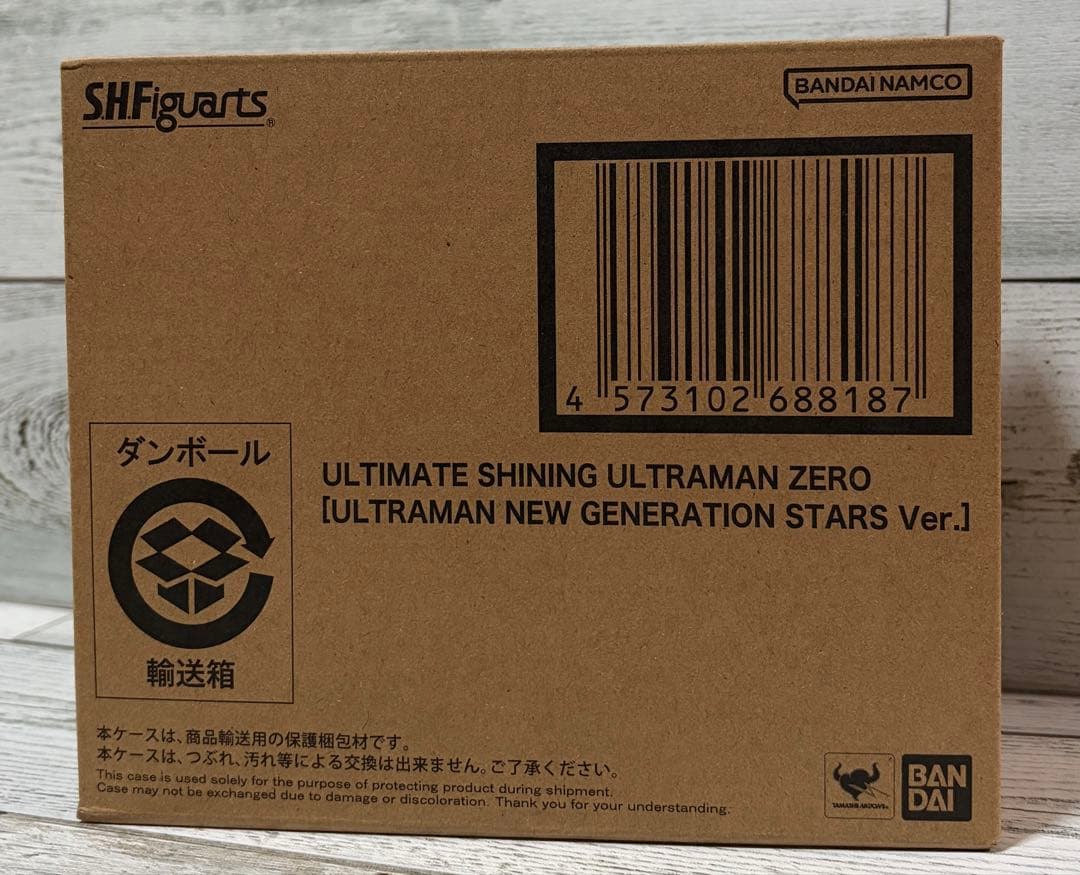 S.H.Figuarts®
BANDAI NAMCO
4 573102 688187
ULTIMATE SHINING ULTRAMAN ZERO
[ULTRAMAN NEW GENERATION STARS Ver.]
ダンボール
輸送箱
本ケースは、商品輸送用の保護梱包材です。
本ケースは、つぶれ、汚れ等による交換は出来ません。ご了承ください。
This case is used solely for the purpose of protecting product during shipment.
Case may not be exchanged due to damage or discoloration. Thank you for your understanding.
TAMASHII NATIONS
BAN
DAI